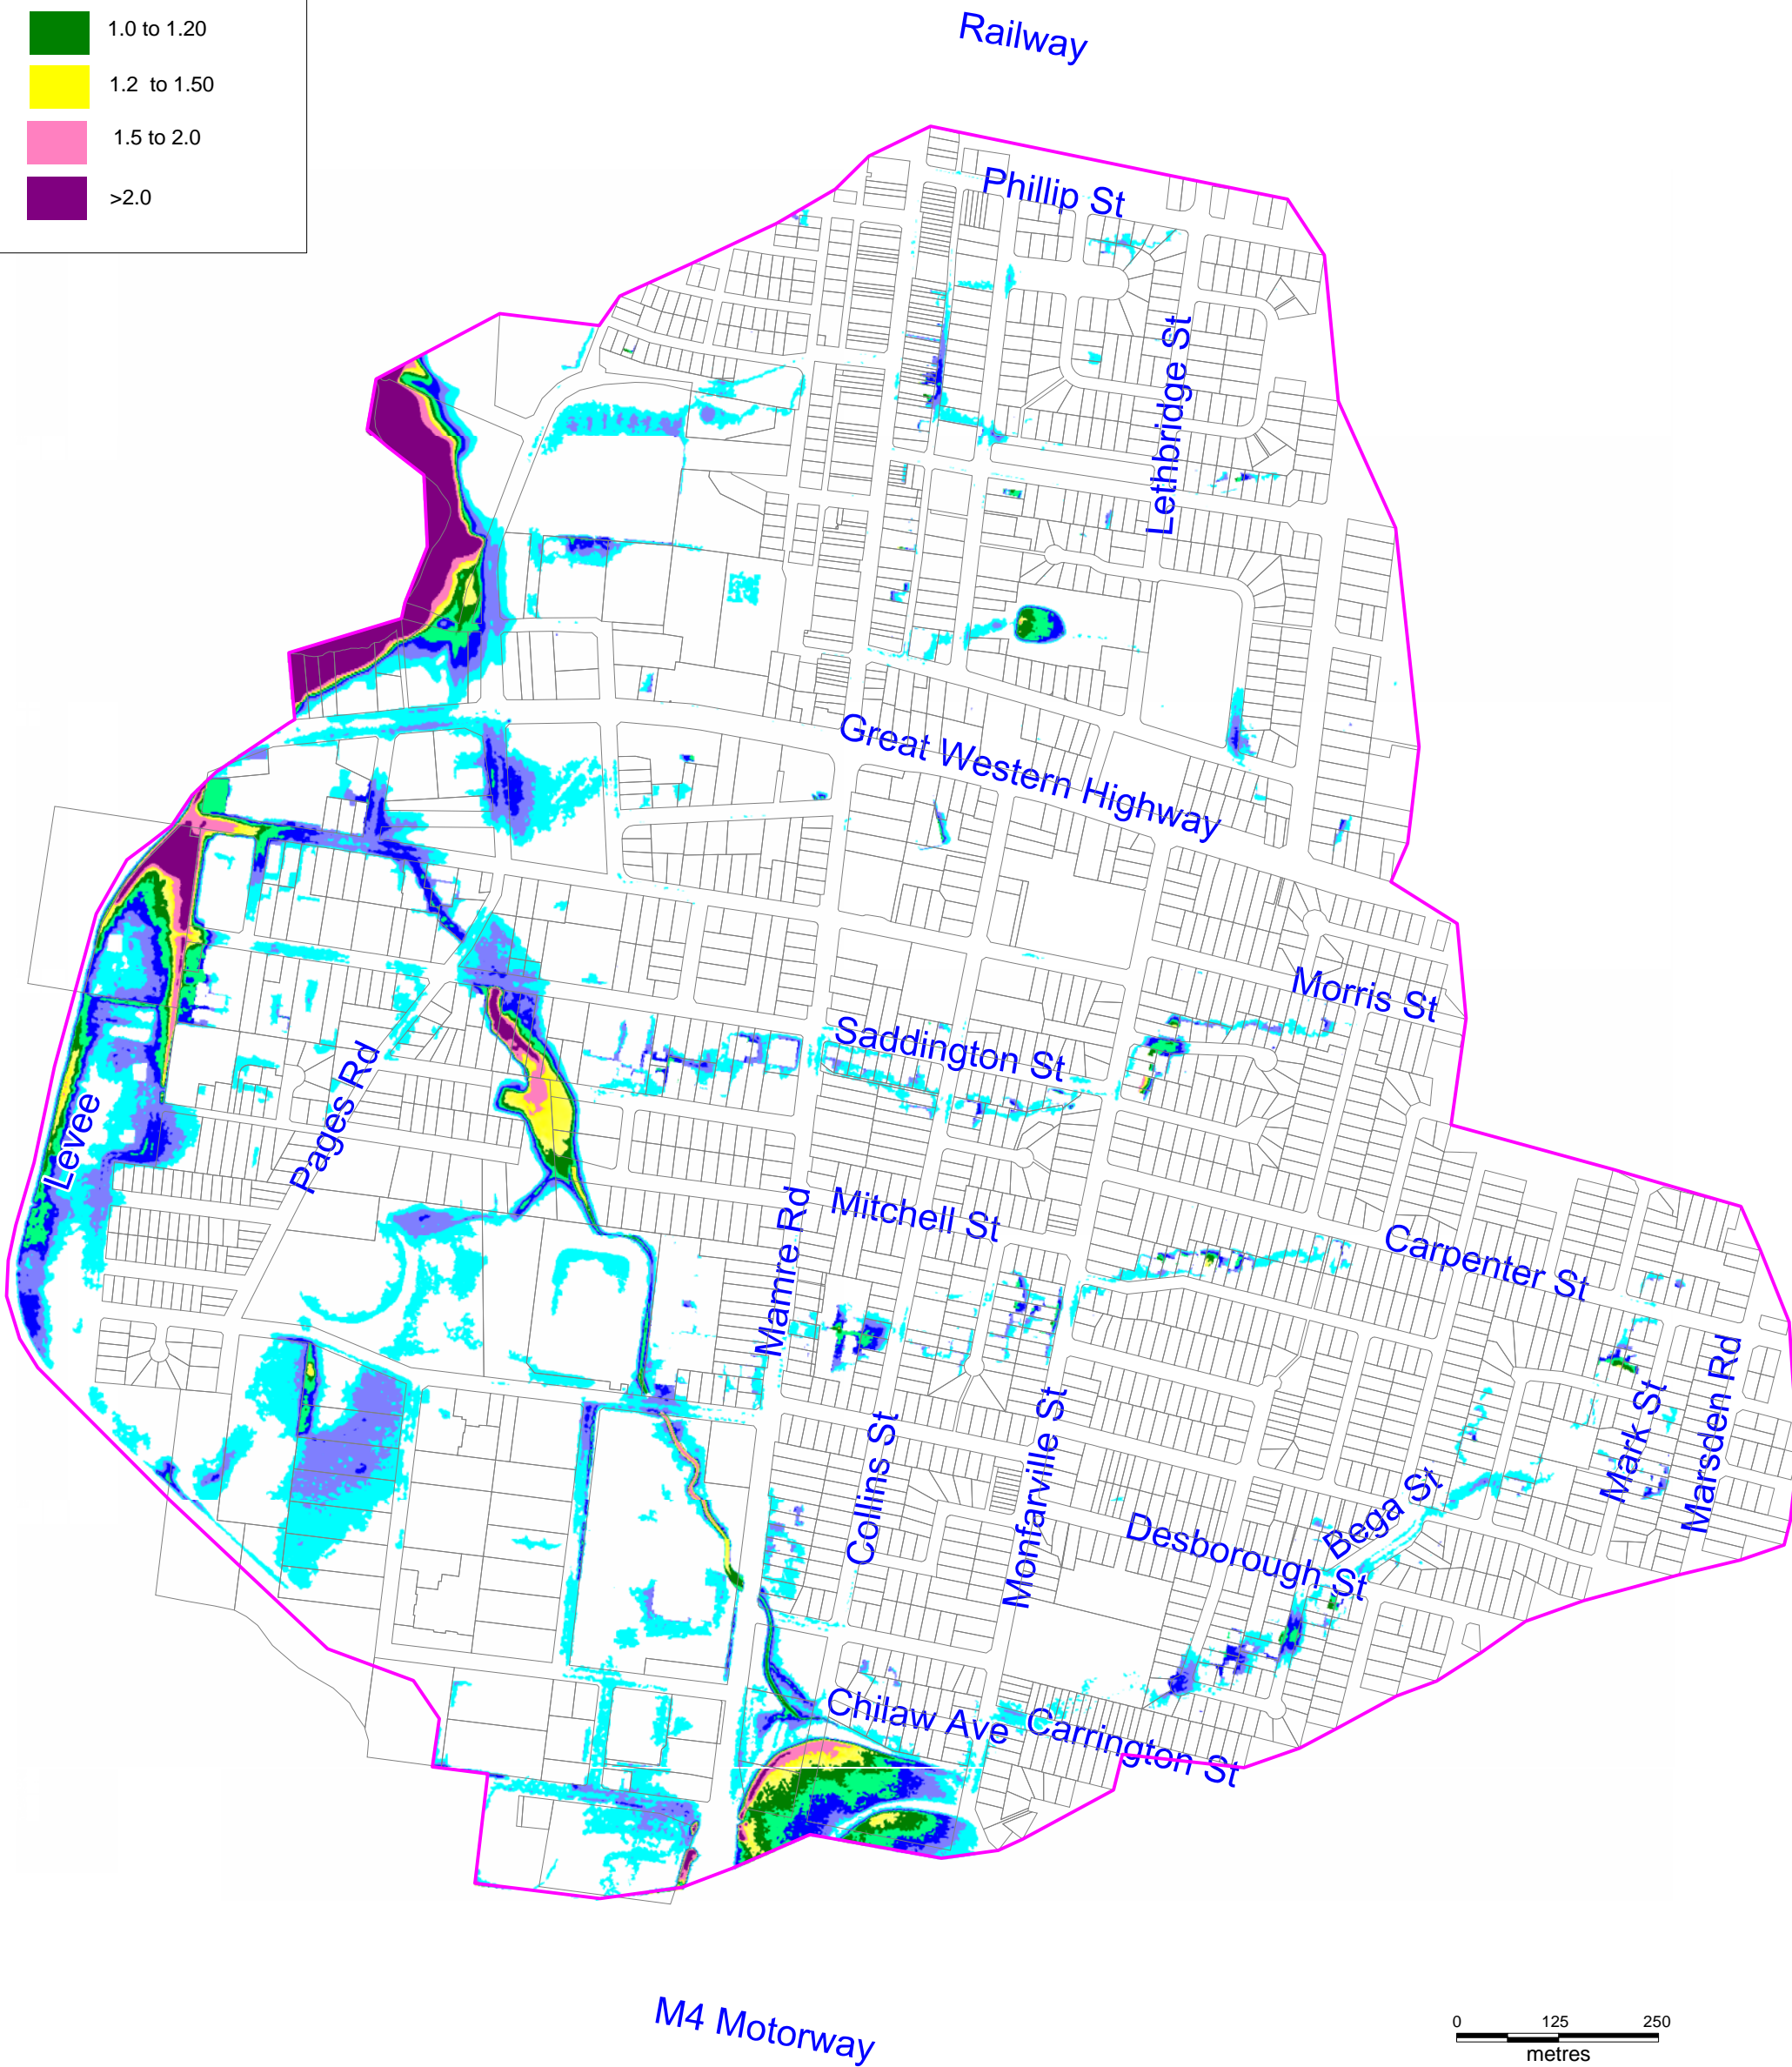 1.0 to 1.20
1.2 to 1.50
1.5 to 2.0
>2.0
Railway
Phillip St
Lethbridge St
Great Western Highway
Morris St
Saddington St
Levee
Pages Rd
Mamre Rd
Mitchell St
Carpenter St
Collins St
Monfarville St
Mark St
Marsden Rd
Bega St
Desborough St
Chilaw Ave
Carrington St
M4 Motorway
0 125 250
metres